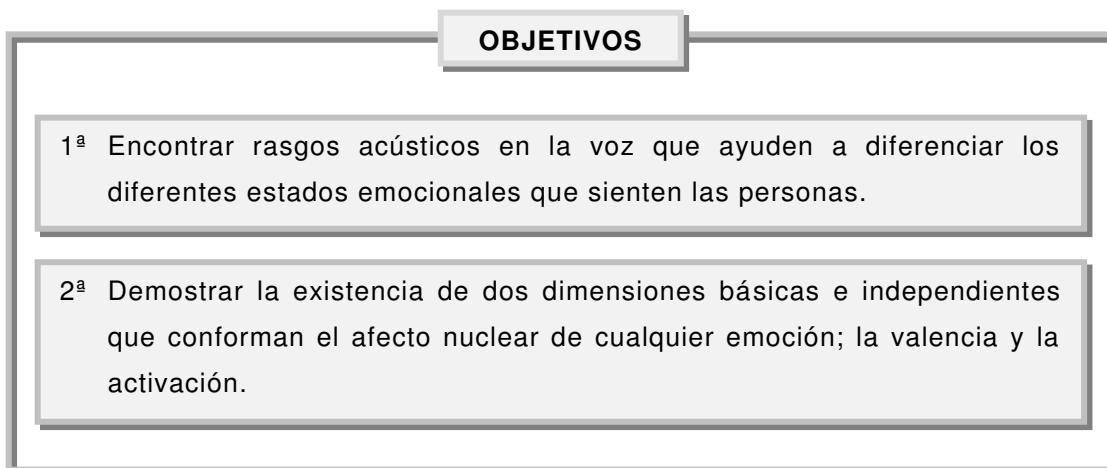 OBJETIVOS
1ª Encontrar rasgos acústicos en la voz que ayuden a diferenciar los
diferentes estados emocionales que sienten las personas.
2ª Demostrar la existencia de dos dimensiones básicas e independientes
que conforman el afecto nuclear de cualquier emoción; la valencia y la
activación.